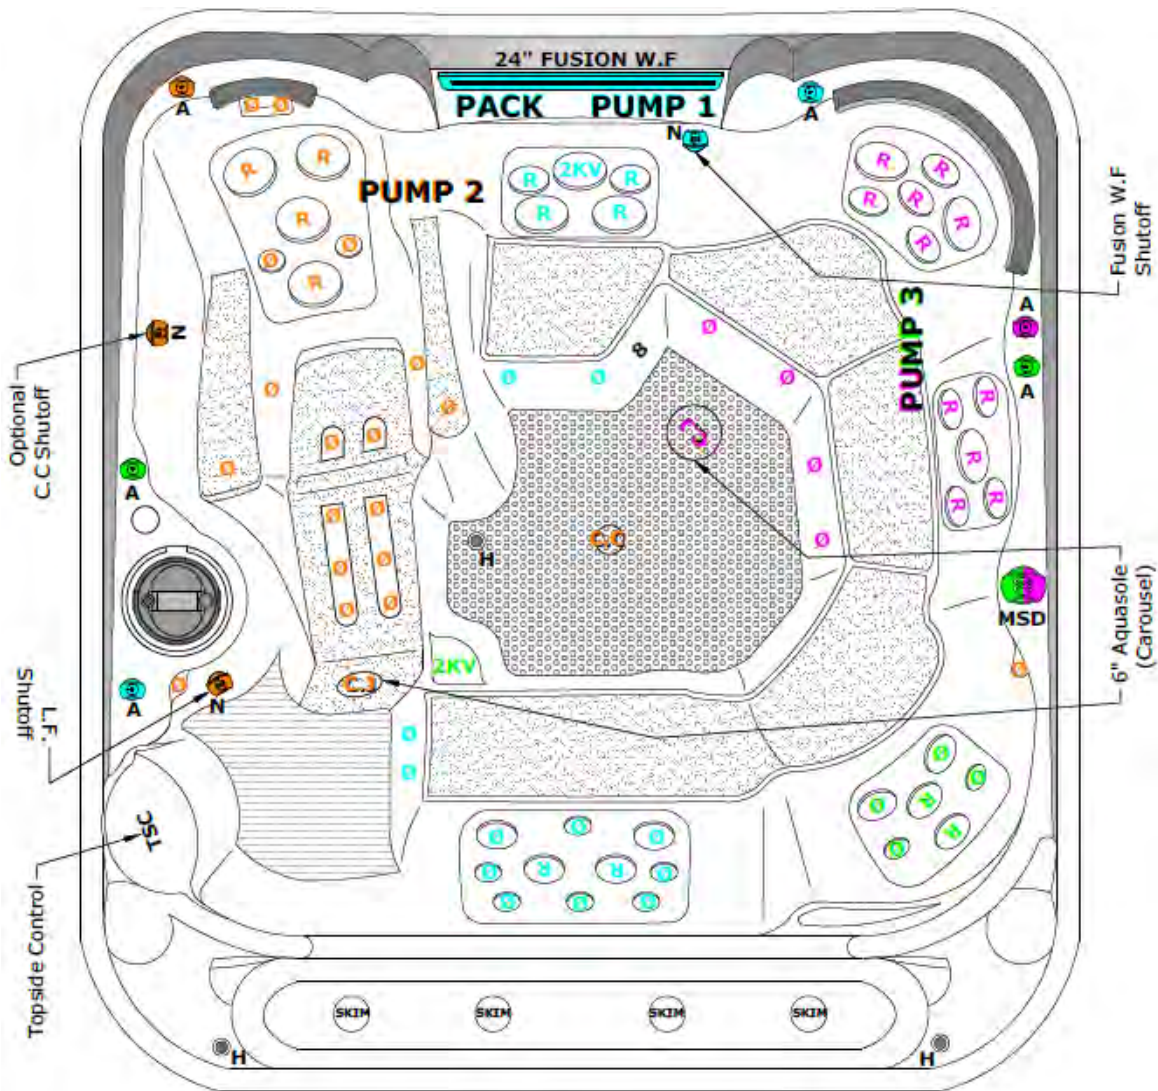 24" FUSION W.F
PACK PUMP 1
A
A
N
Fusion W.F
Shutoff
R R
R 2KV R
R R
R R R R R R
PUMP 2
R
Ø Ø
R
Ø Ø
PUMP 3
A
A
N
Optional
C.C Shutoff
Ø
8
Ø Ø Ø Ø Ø
R R
R
R R
Ø
Ø Ø
C.J
Ø
A
Ø Ø
Ø Ø
Ø Ø
H
C.C
Ø
Ø
6" Aquasole
(Carousel)
MSD
2KV
Ø
L.F.
Shutoff
A
Ø
N
C.J
Ø
Ø
Ø
Ø
Ø
R
R
Ø
TSC
Topside Control
Ø Ø Ø
Ø R R Ø
Ø Ø Ø
SKIM SKIM SKIM SKIM
H H